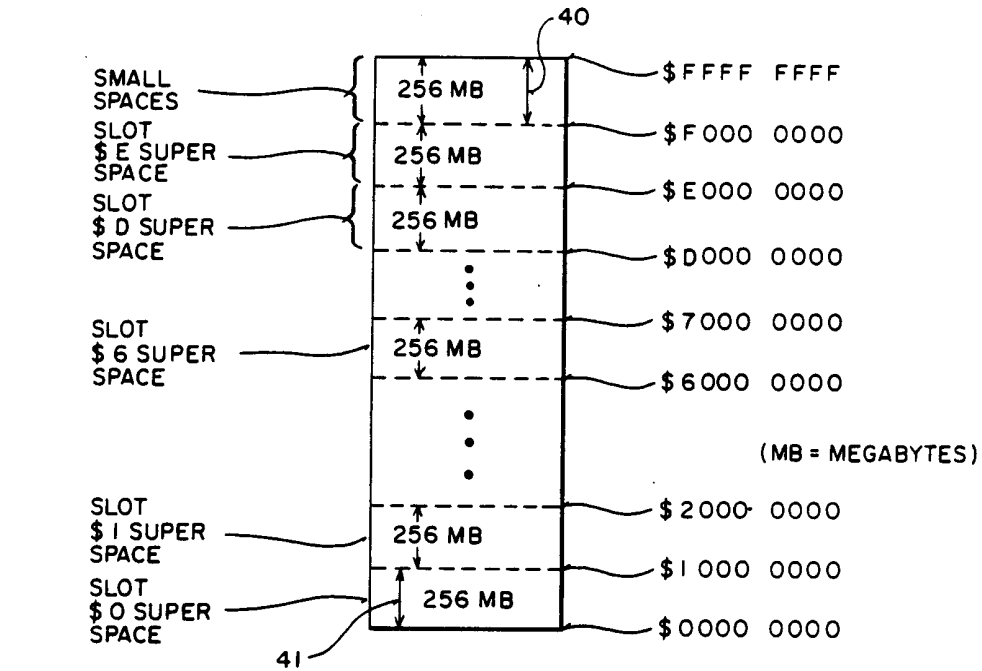 40
SMALL
SPACES
256 MB
$FFFF FFFF
SLOT
$E SUPER
SPACE
256 MB
$F000 0000
SLOT
$D SUPER
SPACE
256 MB
$E000 0000
$D000 0000
SLOT
$6 SUPER
SPACE
256 MB
$7000 0000
$6000 0000
(MB = MEGABYTES)
SLOT
$1 SUPER
SPACE
256 MB
$2000 0000
$1000 0000
SLOT
$0 SUPER
SPACE
256 MB
$0000 0000
41